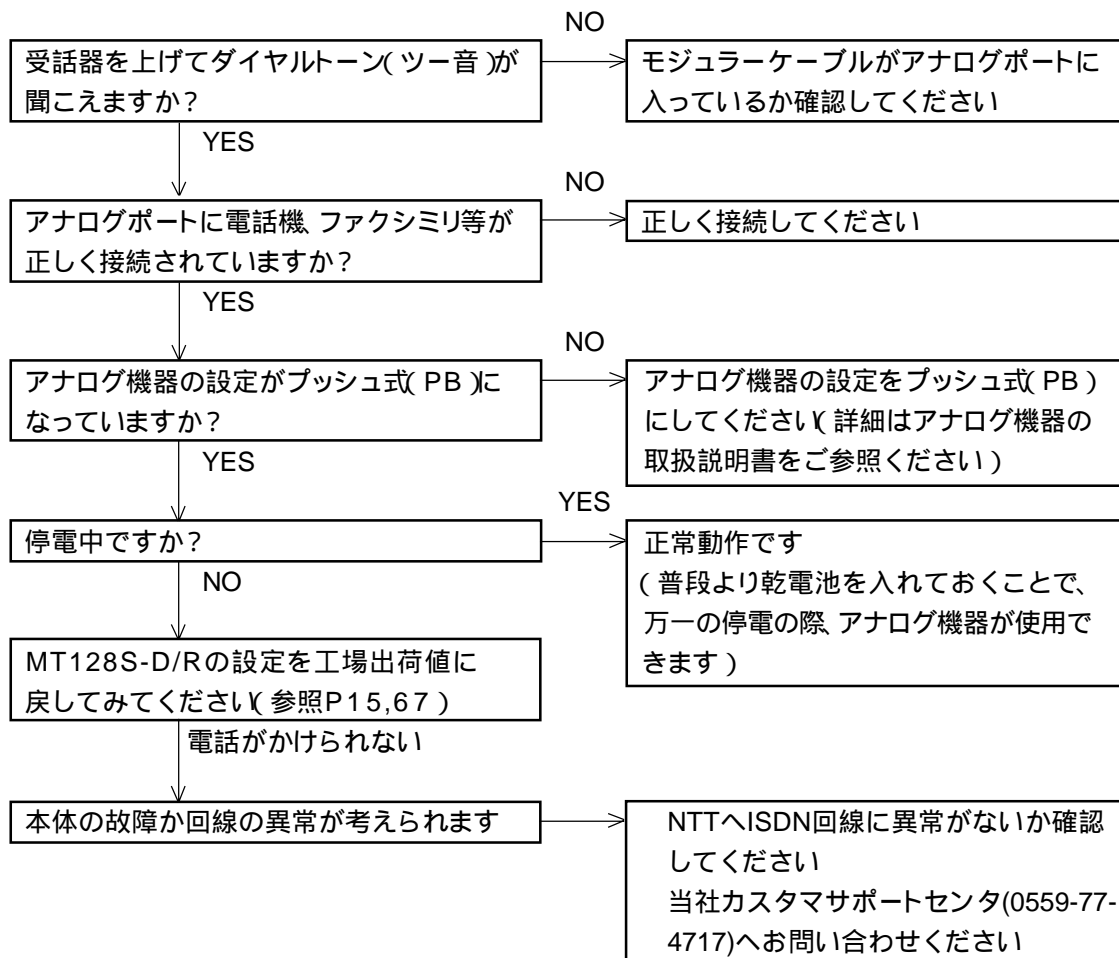 NO
受話器を上げてダイヤルトーン(ツー音)が
聞こえますか？
モジュラーケーブルがアナログポートに
入っているか確認してください
YES
NO
アナログポートに電話機、ファクシミリ等が
正しく接続されていますか？
正しく接続してください
YES
NO
アナログ機器の設定がプッシュ式(PB)に
なっていますか？
アナログ機器の設定をプッシュ式(PB)
にしてください(詳細はアナログ機器の
取扱説明書をご参照ください)
YES
YES
停電中ですか？
正常動作です
(普段より乾電池を入れておくことで、
万一の停電の際、アナログ機器が使用で
きます)
NO
MT128S-D/Rの設定を工場出荷値に
戻してみてください(参照P15,67)
電話がかけられない
本体の故障か回線の異常が考えられます
NTTへISDN回線に異常がないか確認
してください
当社カスタマサポートセンタ(0559-77-
4717)へお問い合わせください